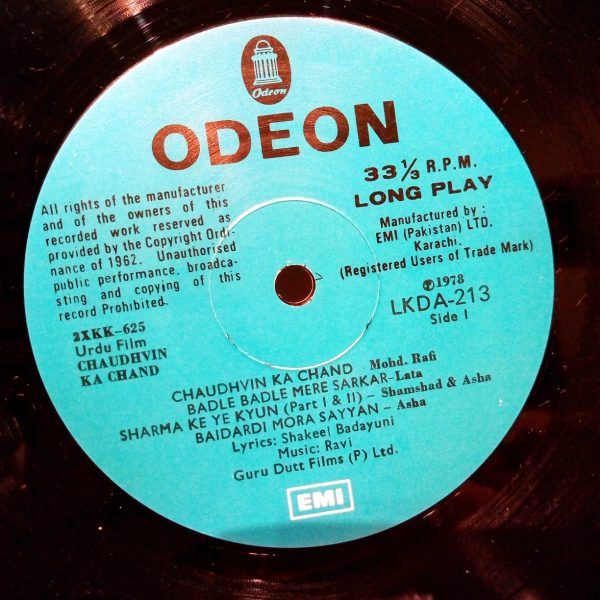 Odeon
ODEON
33 1/3 R.P.M.
LONG PLAY
All rights of the manufacturer
and of the owners of this
recorded work reserved as
provided by the Copyright Ordi-
nance of 1962. Unauthorised
public performance, broadca-
sting and copying of this
record Prohibited.
Manufactured by :
EMI (Pakistan) LTD.
Karachi.
(Registered Users of Trade Mark)
℗1978
LKDA-213
Side I
2XKK-625
Urdu Film
CHAUDHVIN
KA CHAND
CHAUDHVIN KA CHAND Mohd. Rafi
BADLE BADLE MERE SARKAR-Lata
SHARMA KE YE KYUN (Part I & II) - Shamshad & Asha
BAIDARDI MORA SAYYAN - Asha
Lyrics: Shakeel Badayuni
Music: Ravi
Guru Dutt Films (P) Ltd.
EMI